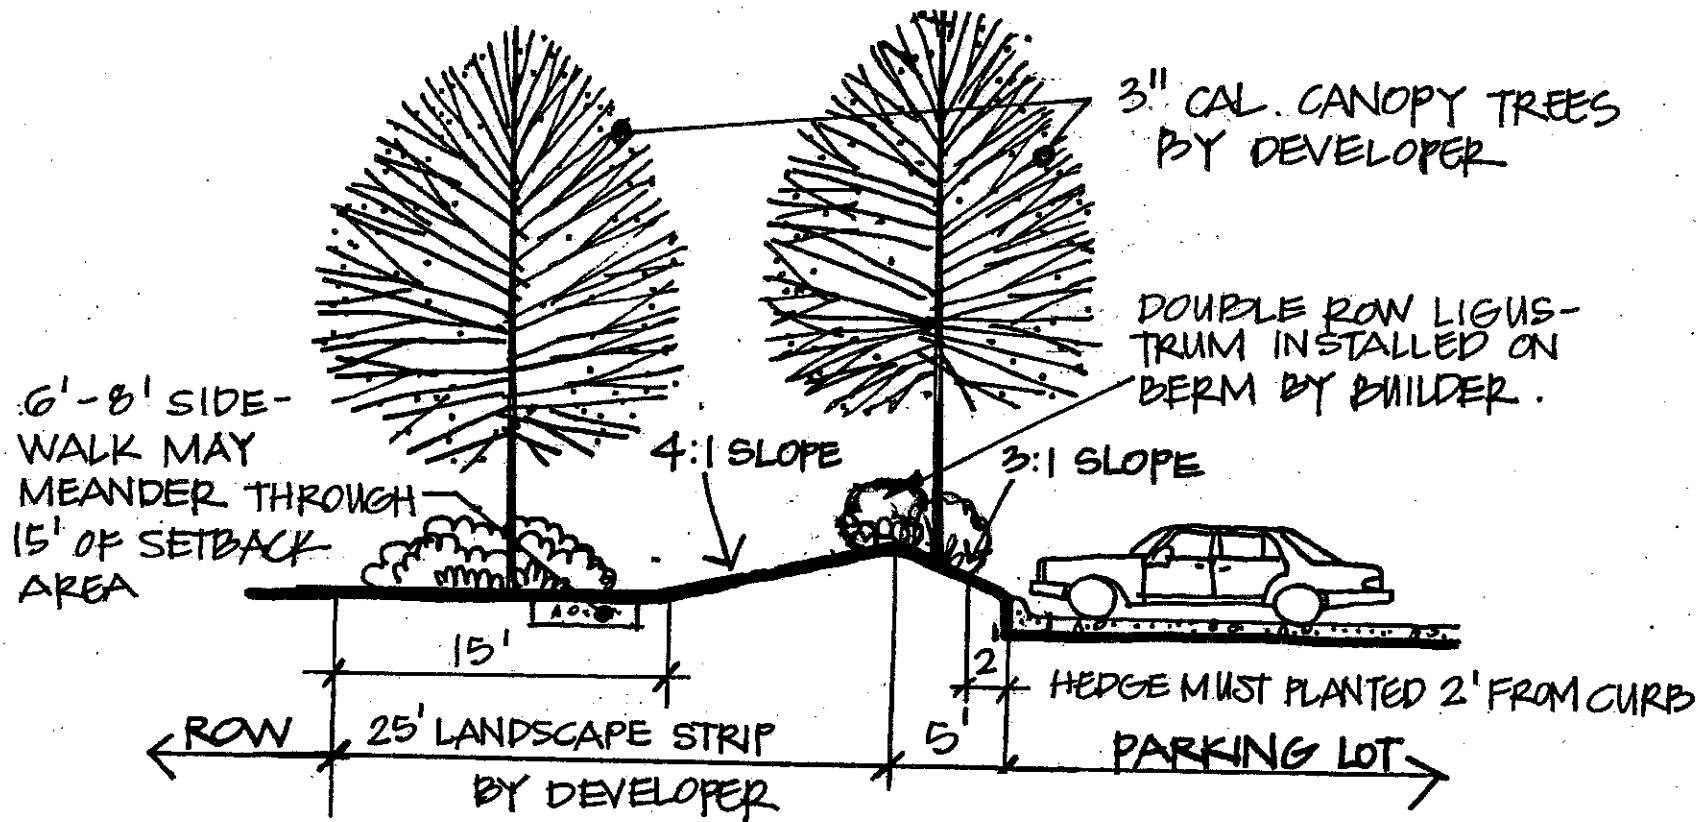 3" CAL. CANOPY TREES
BY DEVELOPER
DOUBLE ROW LIGUS-
TRUM INSTALLED ON
BERM BY BUILDER.
6'-8' SIDE-
WALK MAY
MEANDER THROUGH
15' OF SETBACK
AREA
4:1 SLOPE
3:1 SLOPE
15'
2'
HEDGE MUST PLANTED 2' FROM CURB
ROW
25' LANDSCAPE STRIP
BY DEVELOPER
5'
PARKING LOT